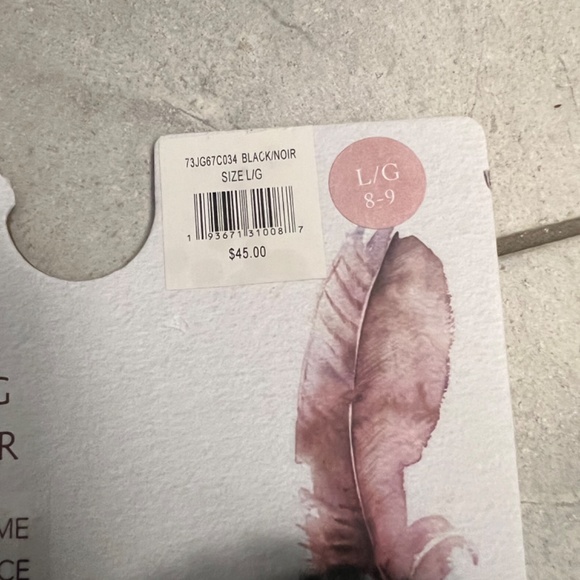 73JG67C034 BLACK/NOIR
SIZE L/G
1 93671 31008 7
$45.00
L/G
8-9
G
R
ME
CE